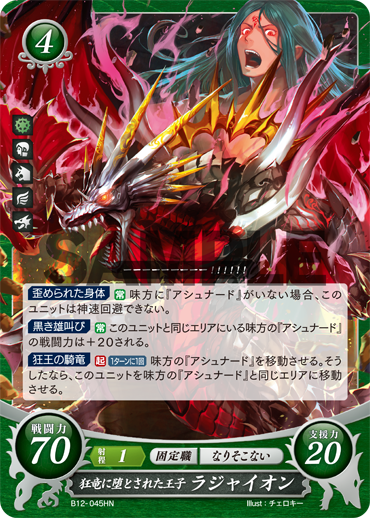 4
SAMPLE
‐‐‐‐‐‐‐‐‐‐!!!!!!
歪められた身体 常 味方に『アシュナード』がいない場合、この
ユニットは神速回避できない。
黒き雄叫び 常 このユニットと同じエリアにいる味方の『アシュナード』
の戦闘力は+20される。
狂王の騎竜 起 1ターンに1回 味方の『アシュナード』を移動させる。そ
うしたなら、このユニットを味方の『アシュナード』と同じエリアに移動
させる。
戦闘力
70
射程 1
固定職
なりそこない
支援力
20
狂竜に堕とされた王子 ラジャイオン
B12-045HN
Illust:チェロキー